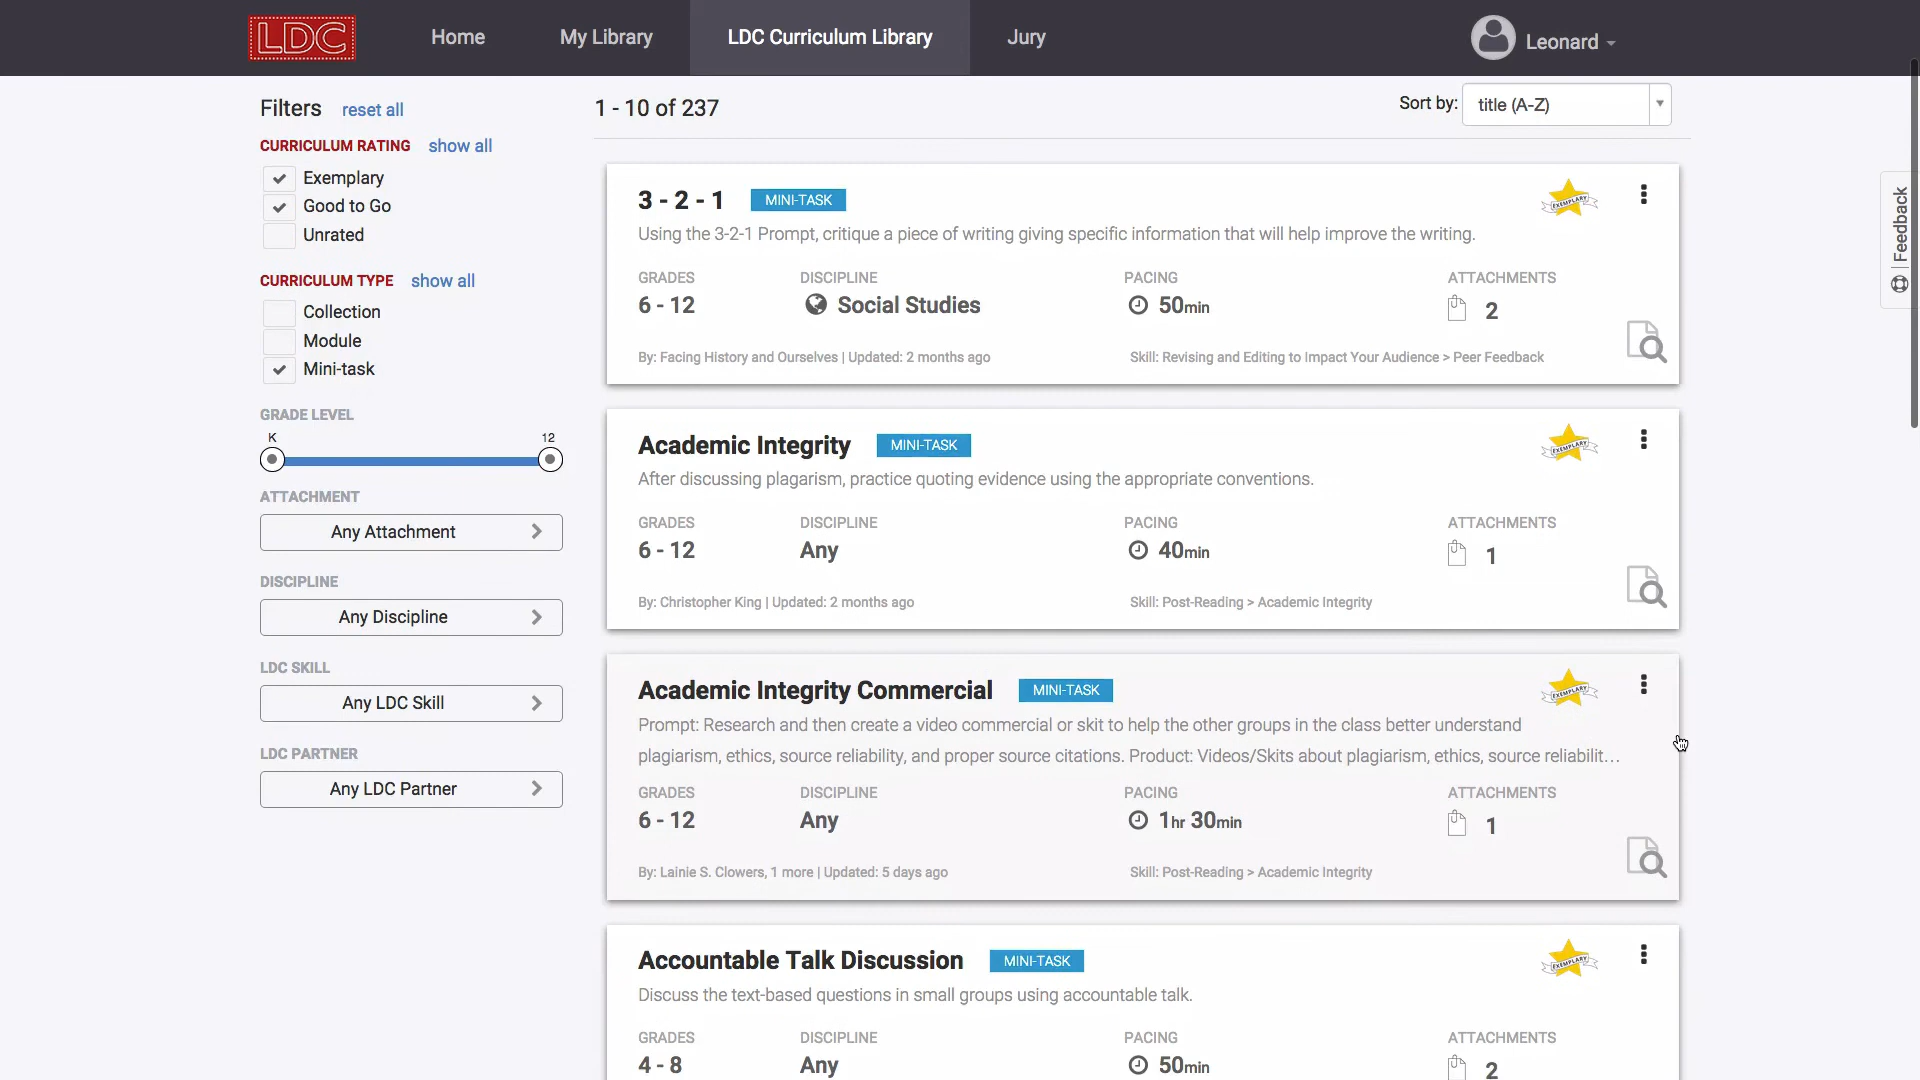 LDC
Home
My Library
LDC Curriculum Library
Jury
Leonard
Filters reset all
CURRICULUM RATING show all
Exemplary
Good to Go
Unrated
CURRICULUM TYPE show all
Collection
Module
Mini-task
GRADE LEVEL
K 12
ATTACHMENT
Any Attachment
DISCIPLINE
Any Discipline
LDC SKILL
Any LDC Skill
LDC PARTNER
Any LDC Partner
1 - 10 of 237
Sort by: title (A-Z)
3 - 2 - 1 MINI-TASK
EXEMPLARY
Using the 3-2-1 Prompt, critique a piece of writing giving specific information that will help improve the writing.
GRADES DISCIPLINE PACING ATTACHMENTS
6 - 12 Social Studies 50min 2
By: Facing History and Ourselves | Updated: 2 months ago Skill: Revising and Editing to Impact Your Audience > Peer Feedback
Academic Integrity MINI-TASK
EXEMPLARY
After discussing plagarism, practice quoting evidence using the appropriate conventions.
GRADES DISCIPLINE PACING ATTACHMENTS
6 - 12 Any 40min 1
By: Christopher King | Updated: 2 months ago Skill: Post-Reading > Academic Integrity
Academic Integrity Commercial MINI-TASK
EXEMPLARY
Prompt: Research and then create a video commercial or skit to help the other groups in the class better understand
plagiarism, ethics, source reliability, and proper source citations. Product: Videos/Skits about plagiarism, ethics, source reliabilit...
GRADES DISCIPLINE PACING ATTACHMENTS
6 - 12 Any 1hr 30min 1
By: Lainie S. Clowers, 1 more | Updated: 5 days ago Skill: Post-Reading > Academic Integrity
Accountable Talk Discussion MINI-TASK
EXEMPLARY
Discuss the text-based questions in small groups using accountable talk.
GRADES DISCIPLINE PACING ATTACHMENTS
4 - 8 Any 50min 2
Feedback